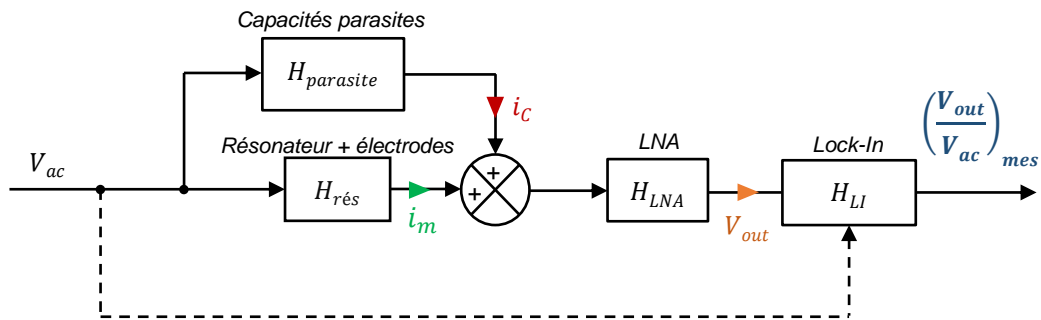 Capacités parasites
H_parasite
i_C
V_ac
Résonateur + électrodes
H_rés
i_m
+
+
LNA
H_LNA
V_out
Lock-In
H_LI
(V_out/V_ac)_mes